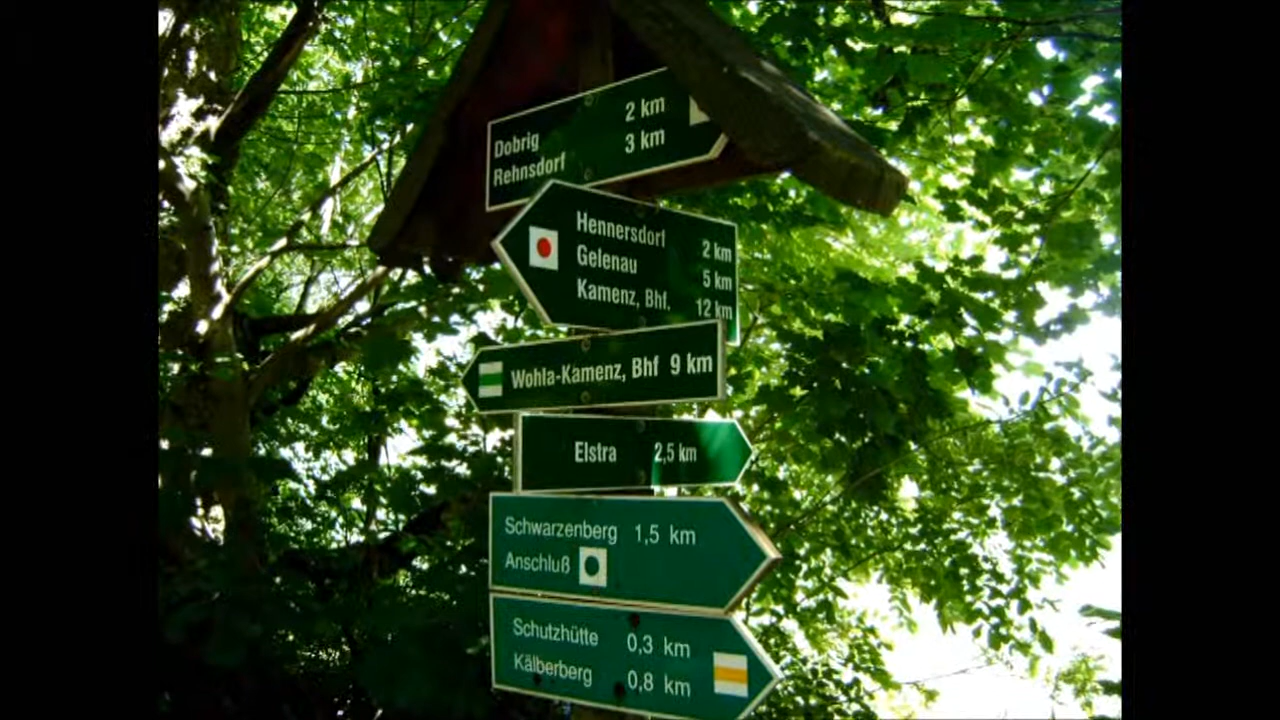 Dobrig 2 km
Rehnsdorf 3 km
Hennersdorf 2 km
Gelenau 5 km
Kamenz, Bhf. 12 km
Wohla-Kamenz, Bhf 9 km
Elstra 2,5 km
Schwarzenberg 1,5 km
Anschluß
Schutzhütte 0,3 km
Kälberberg 0,8 km